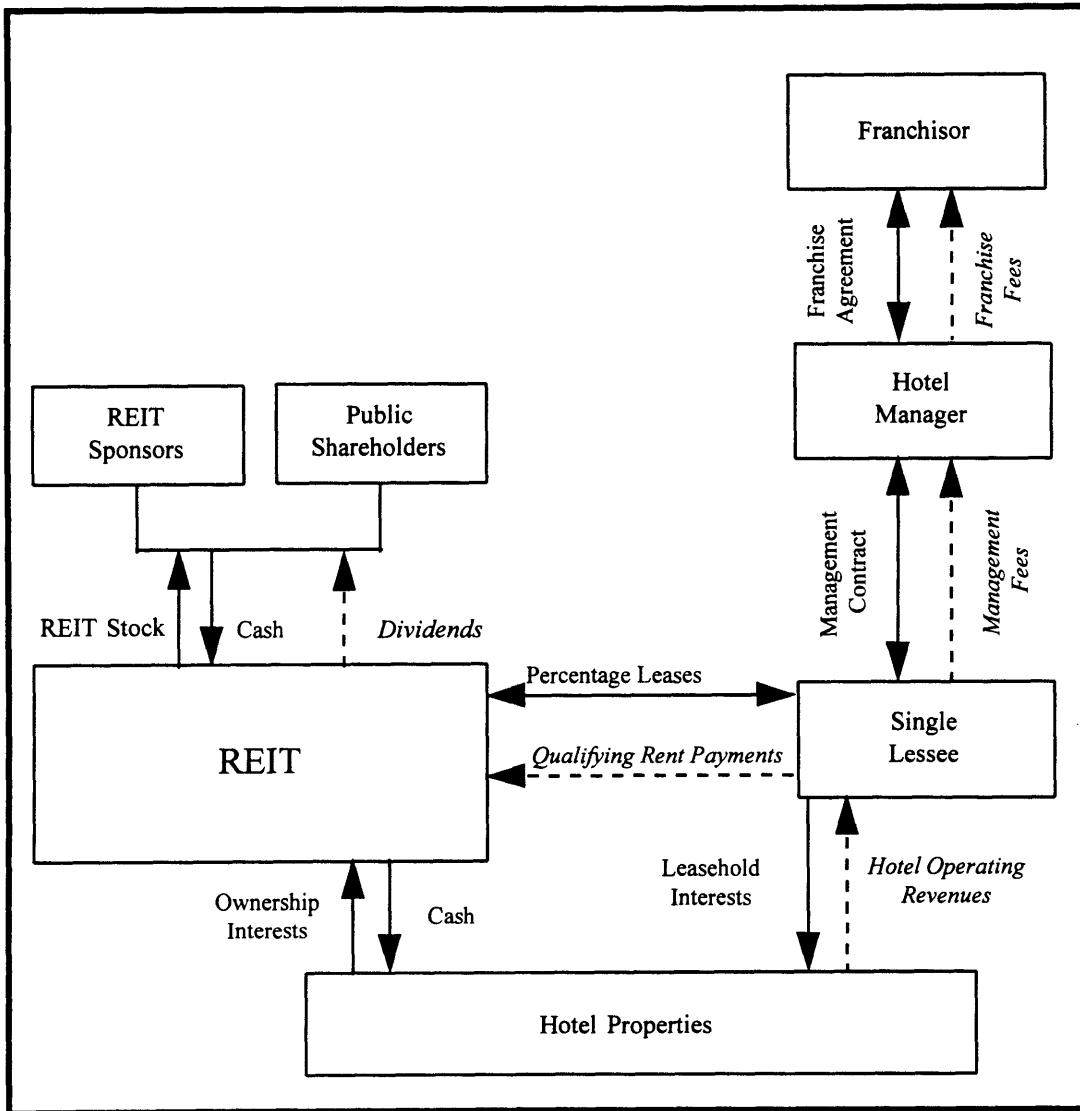 Franchisor
Franchise
Agreement
Franchise
Fees
Hotel
Manager
REIT
Sponsors
Public
Shareholders
Management
Contract
Management
Fees
REIT Stock
Cash
Dividends
Percentage Leases
Single
Lessee
REIT
Qualifying Rent Payments
Ownership
Interests
Cash
Leasehold
Interests
Hotel Operating
Revenues
Hotel Properties